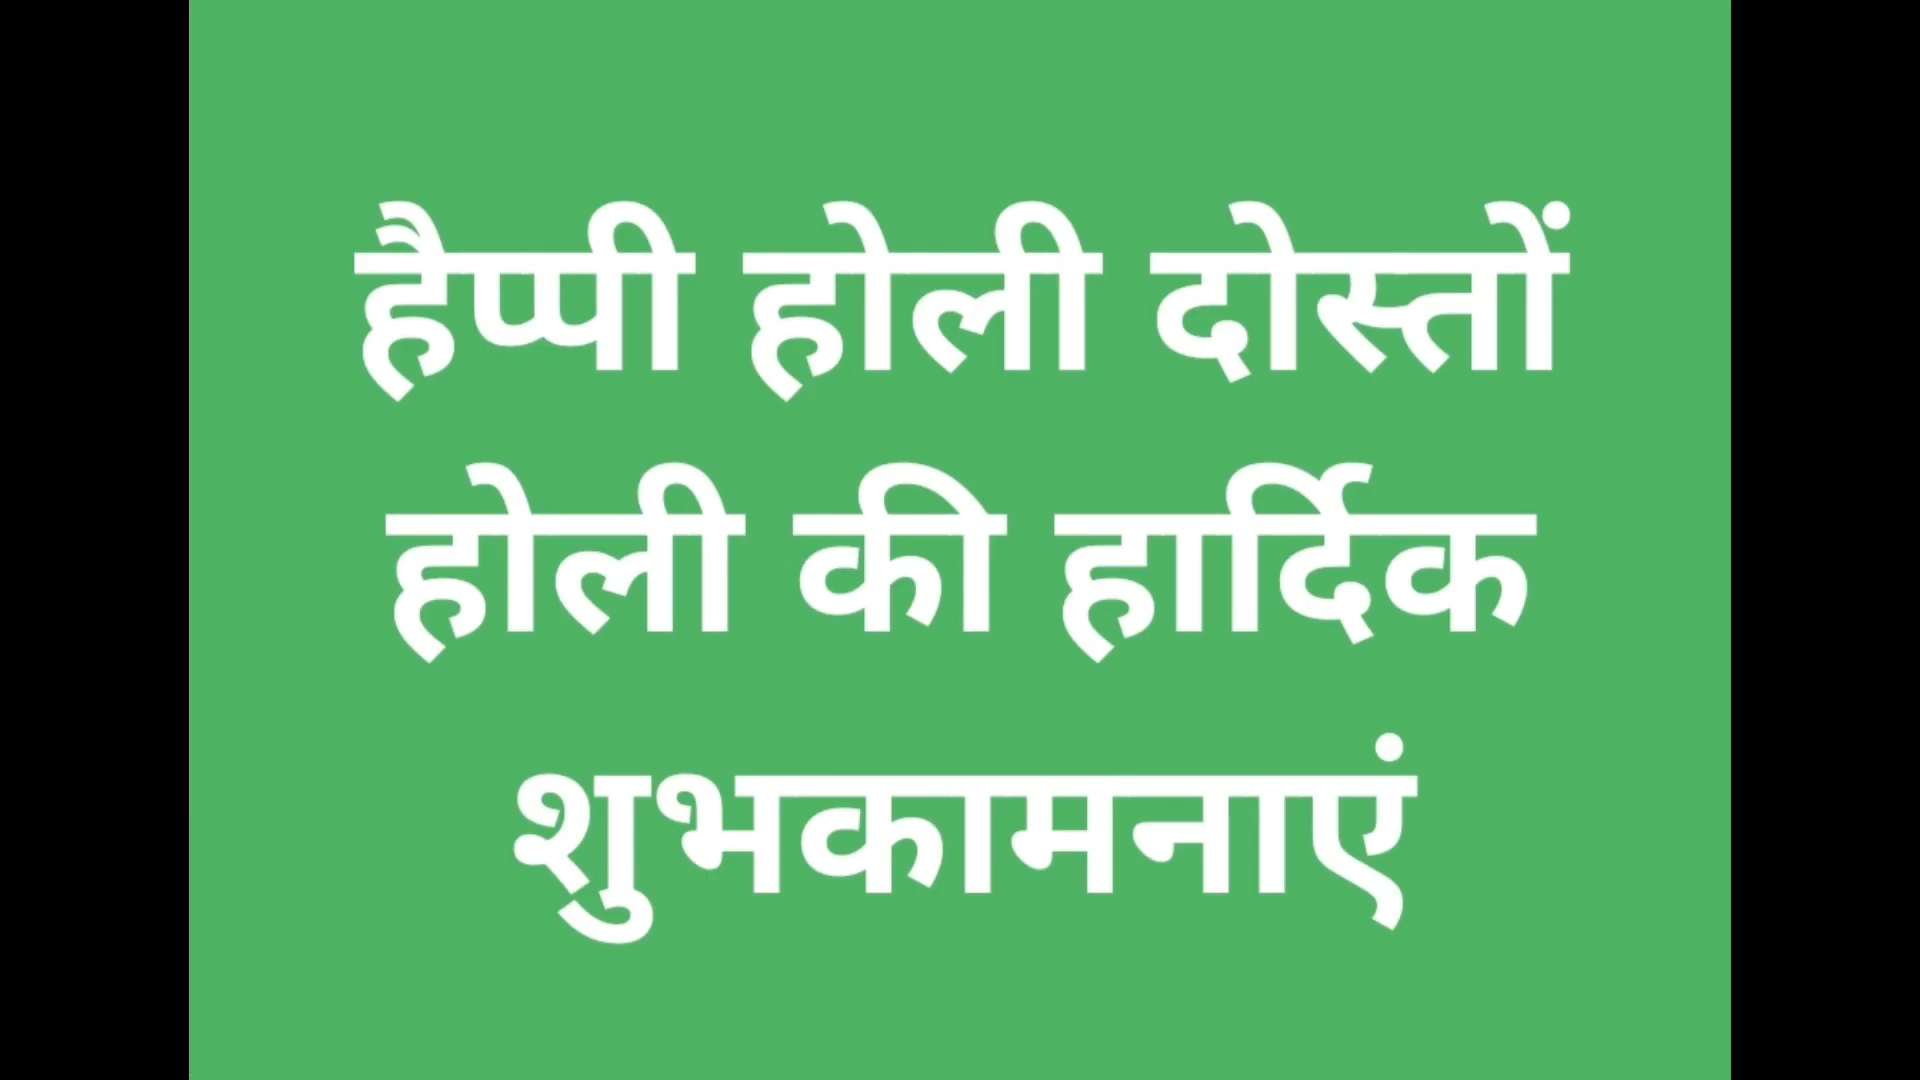 हैप्पी होली दोस्तों
होली की हार्दिक
शुभकामनाएं